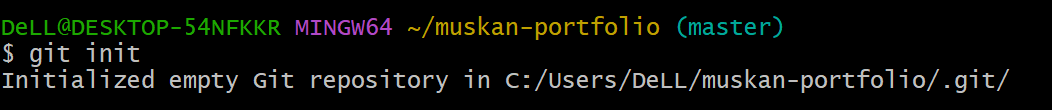 DeLL@DESKTOP-54NFKKR MINGW64 ~/muskan-portfolio (master)
$ git init
Initialized empty Git repository in C:/Users/DeLL/muskan-portfolio/.git/